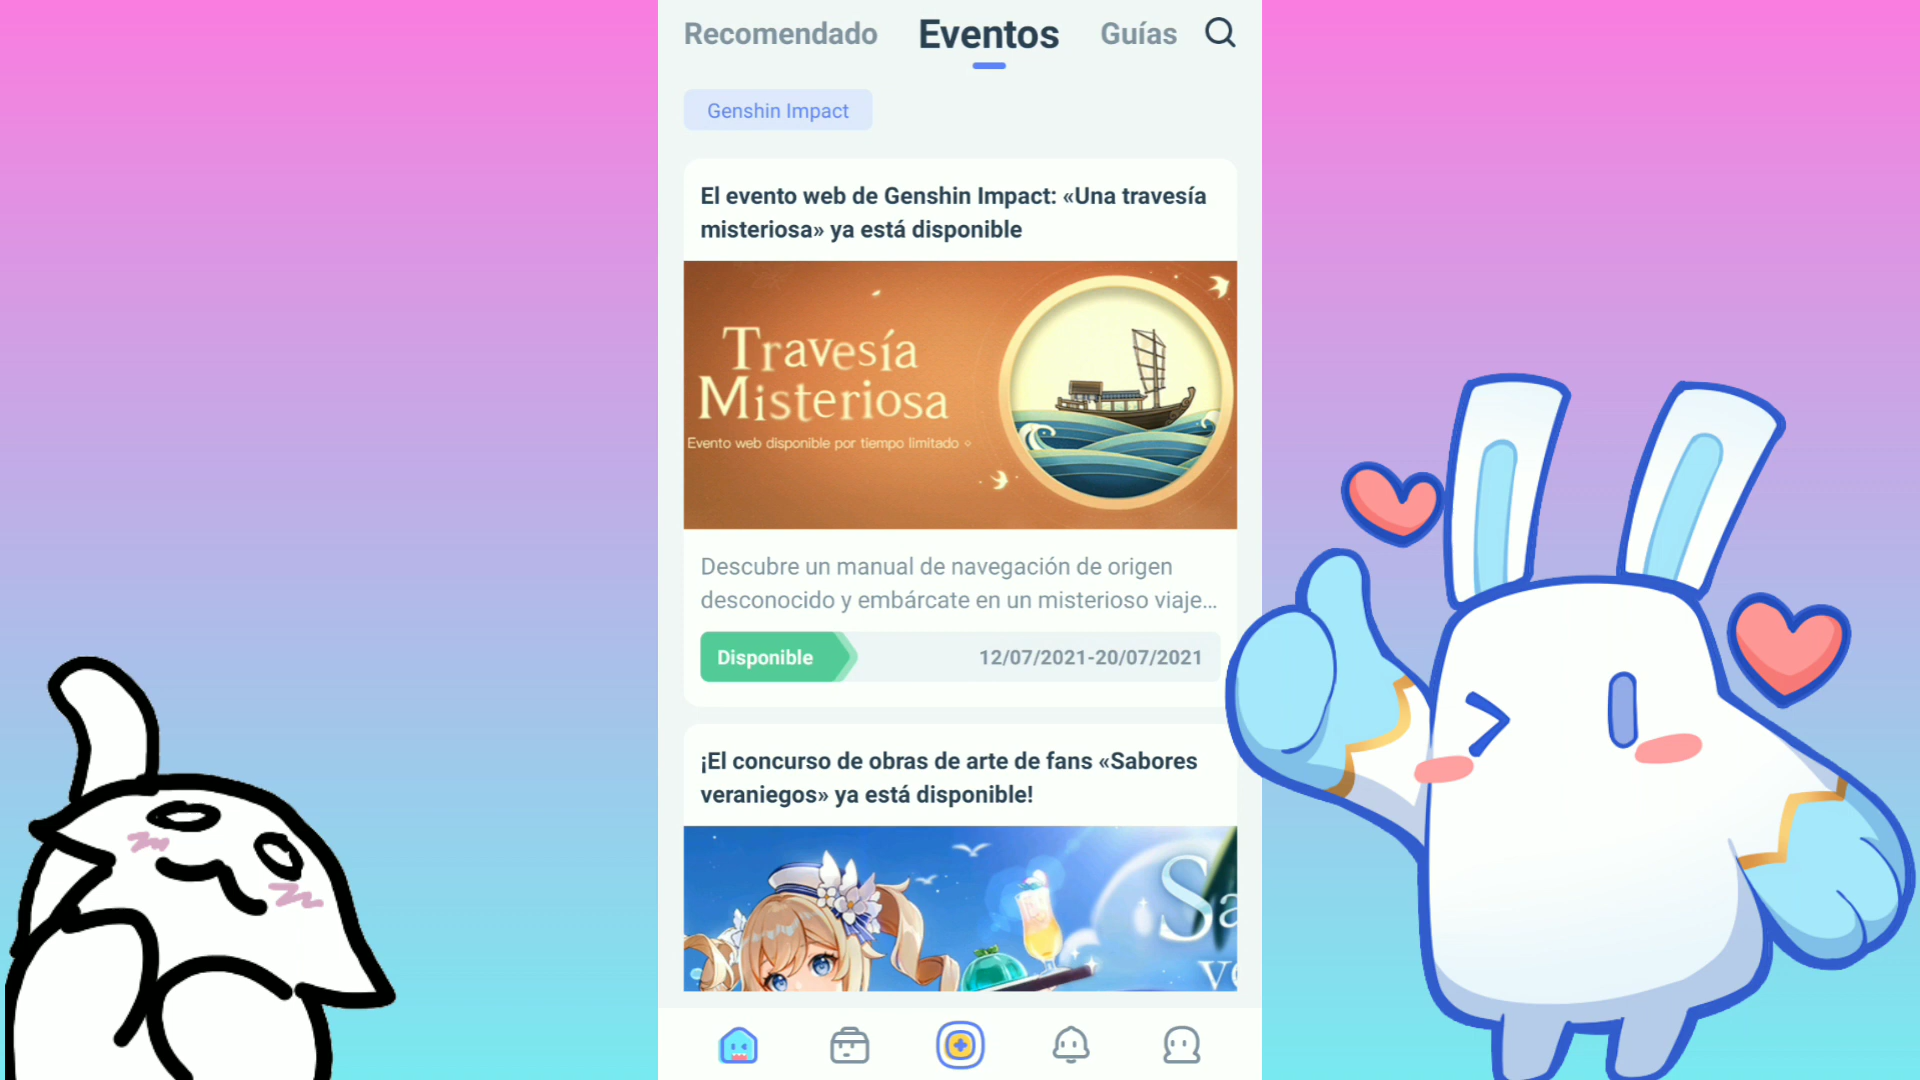 Recomendado Eventos Guías
Genshin Impact
El evento web de Genshin Impact: «Una travesía
misteriosa» ya está disponible
Travesía
Misteriosa
Evento web disponible por tiempo limitado
Descubre un manual de navegación de origen
desconocido y embárcate en un misterioso viaje...
Disponible 12/07/2021-20/07/2021
¡El concurso de obras de arte de fans «Sabores
veraniegos» ya está disponible!
Sa
ve